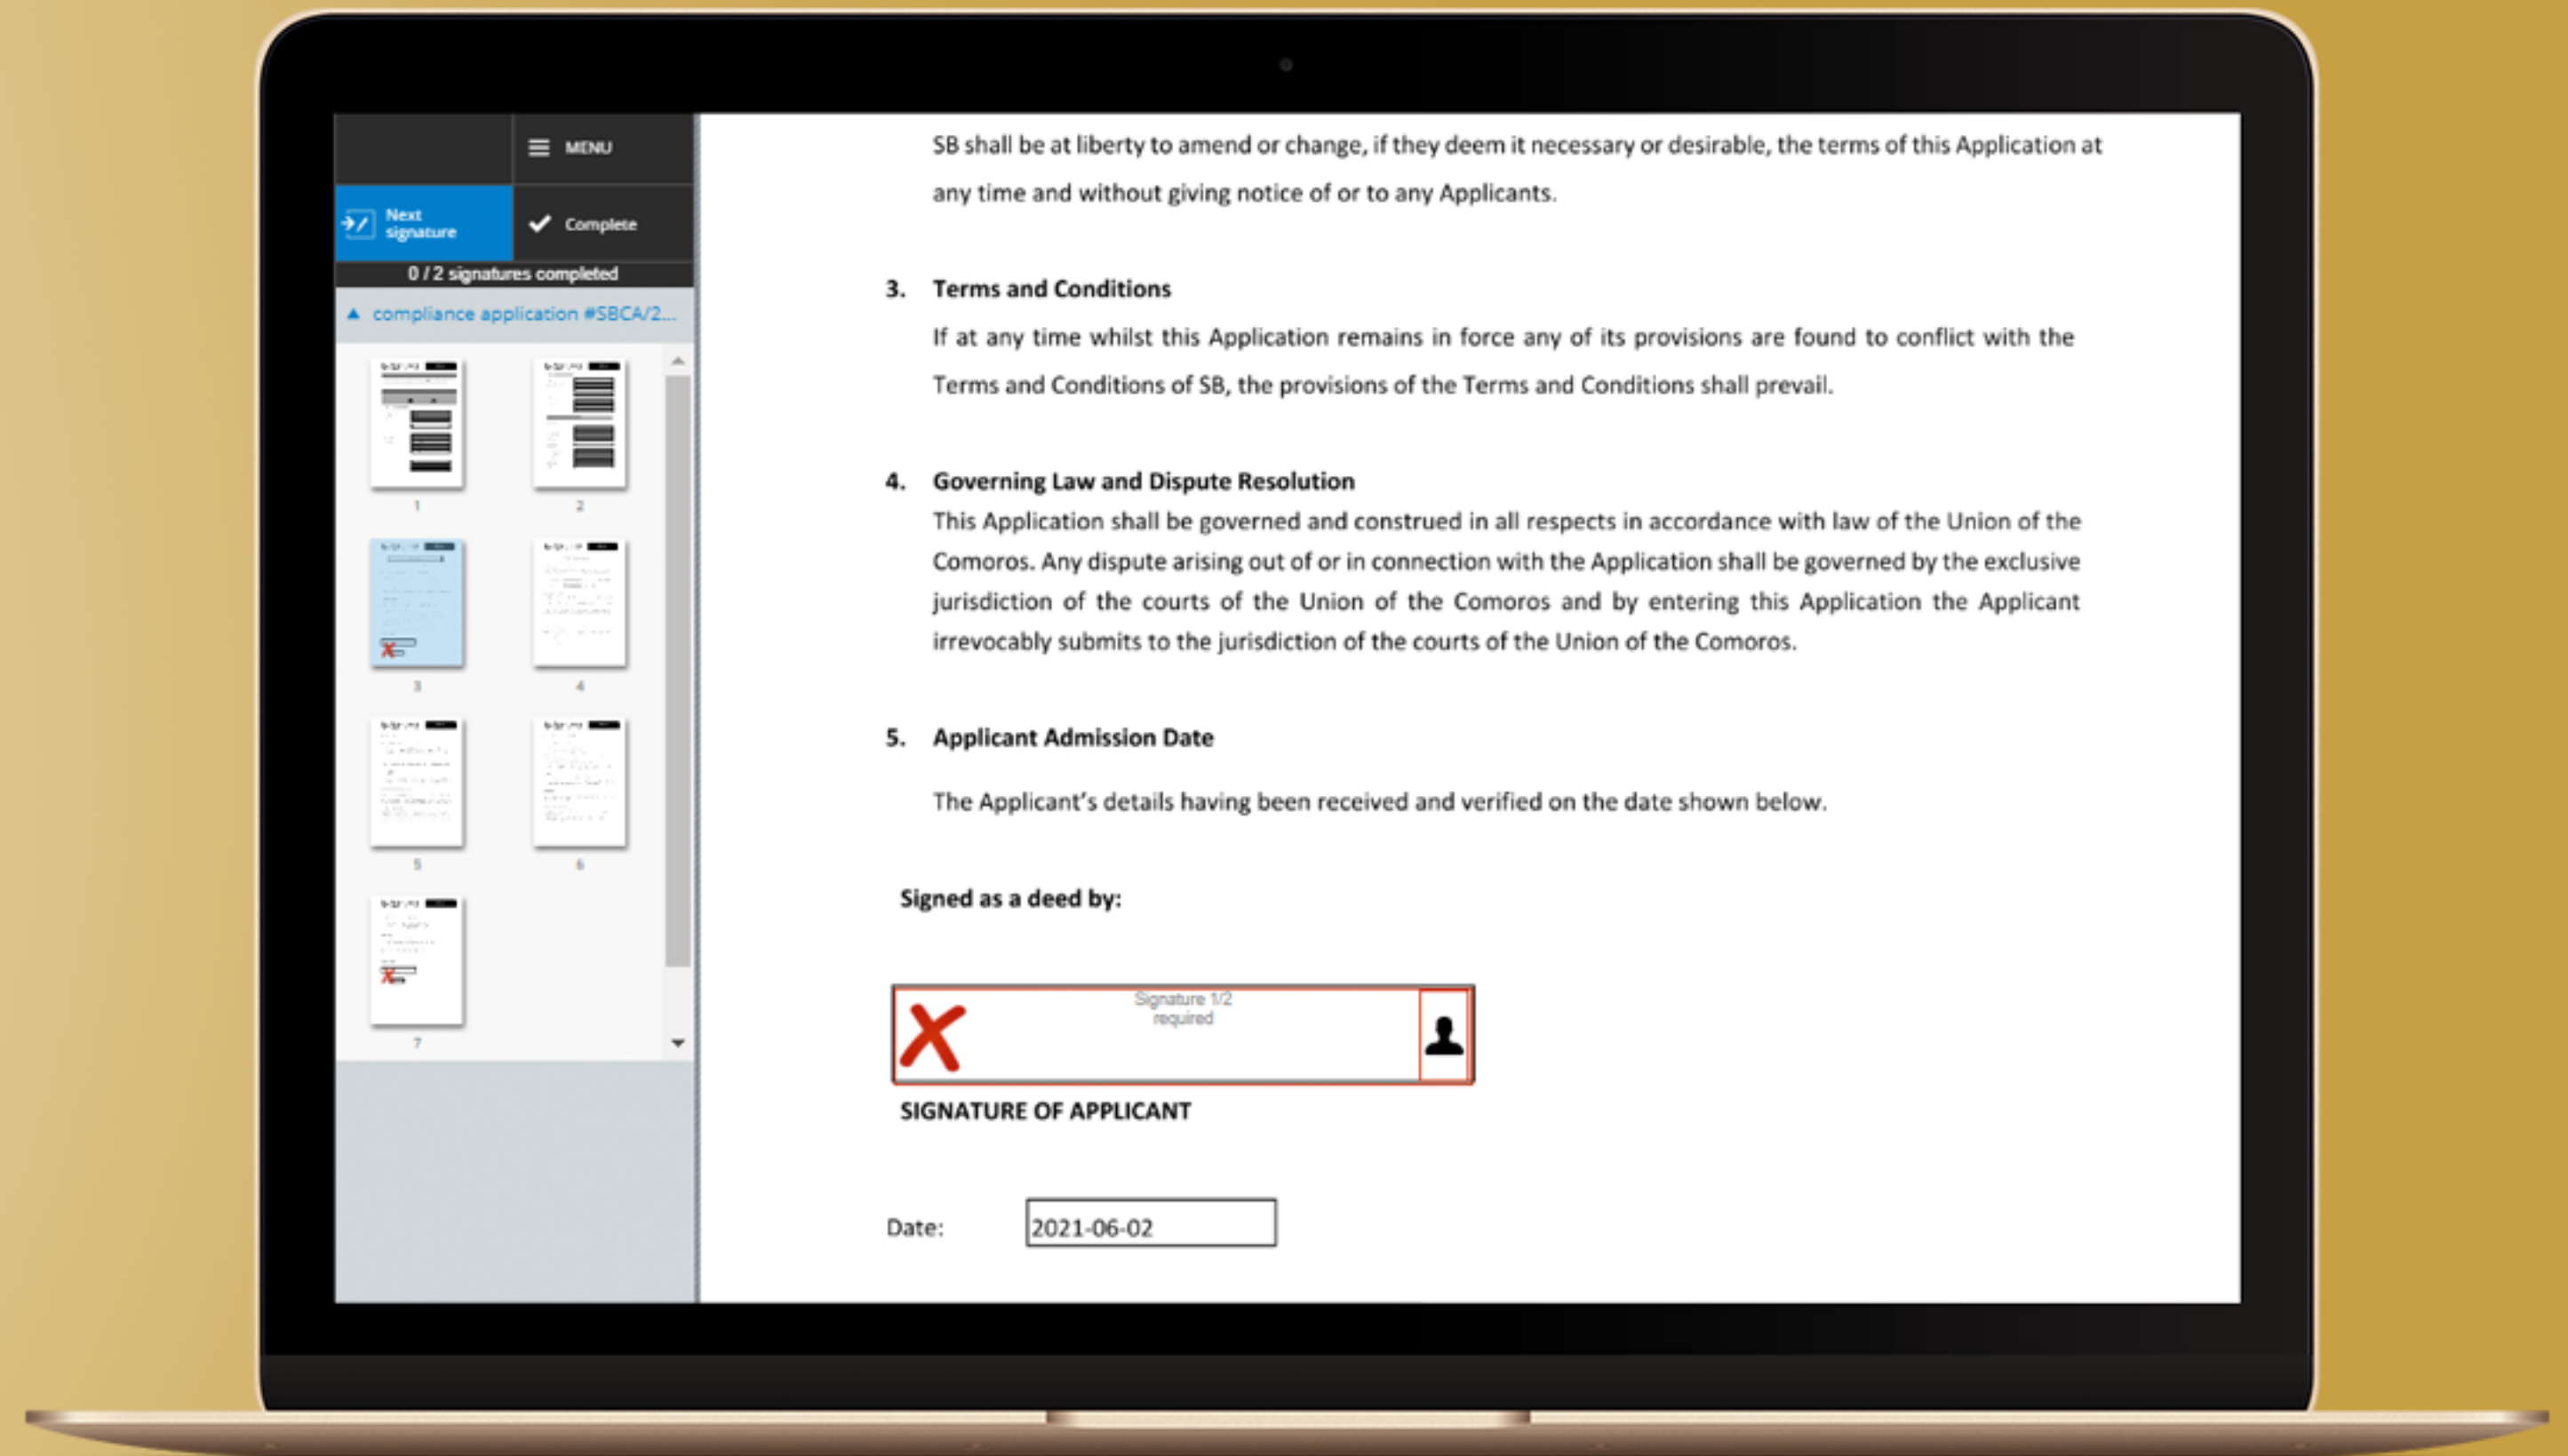 MENU
Next
signature
Complete
0 / 2 signatures completed
compliance application #SBCA/2...
1
2
3
4
5
6
7
SB shall be at liberty to amend or change, if they deem it necessary or desirable, the terms of this Application at
any time and without giving notice of or to any Applicants.
3. Terms and Conditions
If at any time whilst this Application remains in force any of its provisions are found to conflict with the
Terms and Conditions of SB, the provisions of the Terms and Conditions shall prevail.
4. Governing Law and Dispute Resolution
This Application shall be governed and construed in all respects in accordance with law of the Union of the
Comoros. Any dispute arising out of or in connection with the Application shall be governed by the exclusive
jurisdiction of the courts of the Union of the Comoros and by entering this Application the Applicant
irrevocably submits to the jurisdiction of the courts of the Union of the Comoros.
5. Applicant Admission Date
The Applicant's details having been received and verified on the date shown below.
Signed as a deed by:
Signature 1/2
required
SIGNATURE OF APPLICANT
Date: 2021-06-02